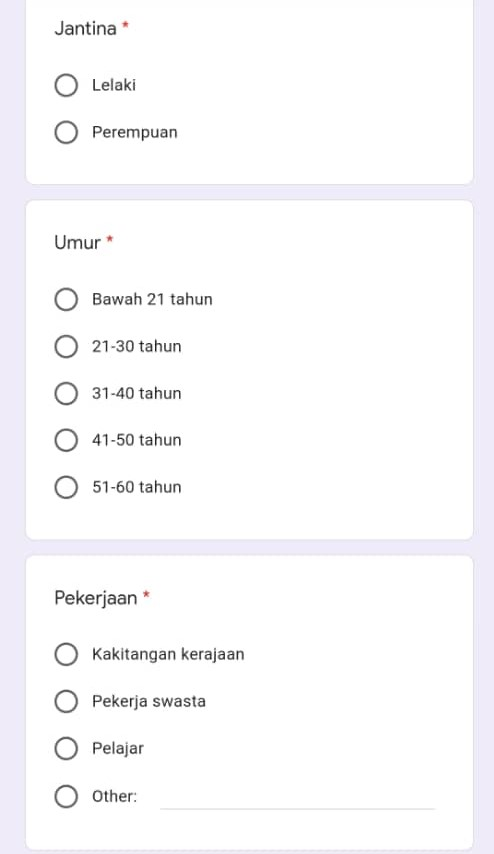 Jantina *
Lelaki
Perempuan
Umur *
Bawah 21 tahun
21-30 tahun
31-40 tahun
41-50 tahun
51-60 tahun
Pekerjaan *
Kakitangan kerajaan
Pekerja swasta
Pelajar
Other: